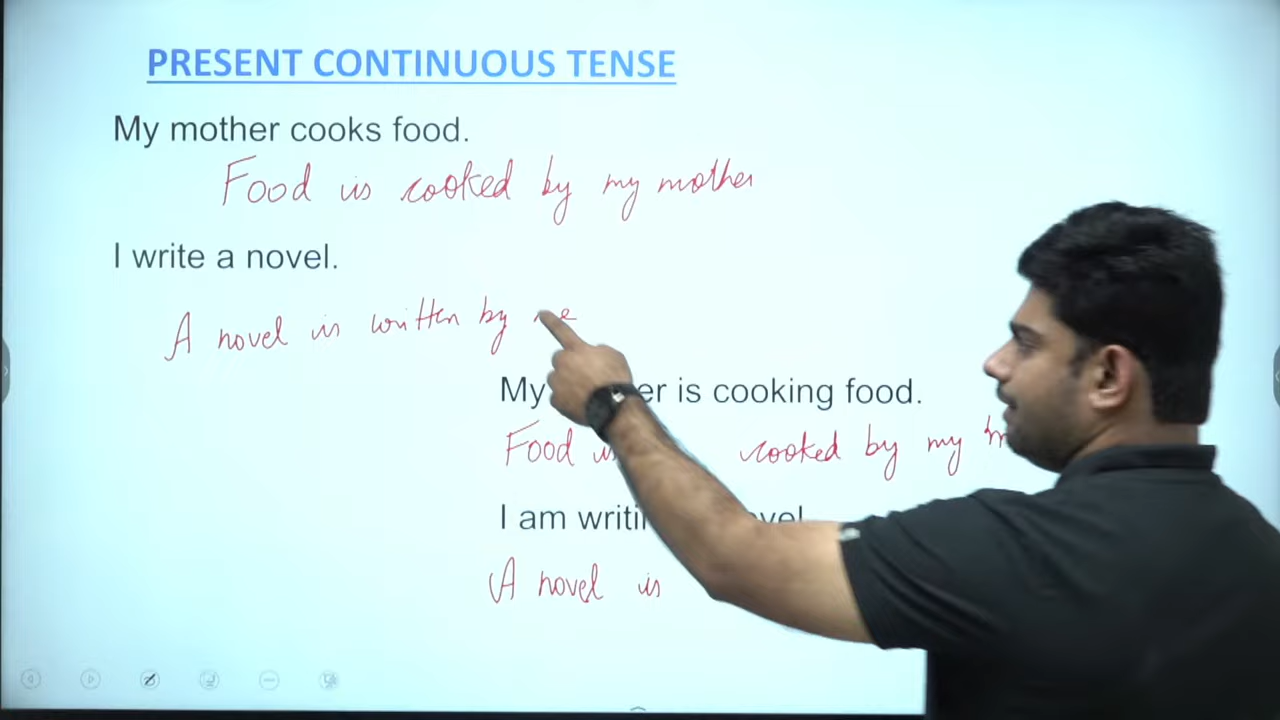 PRESENT CONTINUOUS TENSE
My mother cooks food.
Food is cooked by my mother
I write a novel.
A novel is written by
My er is cooking food.
Food cooked by my
I am
A novel is